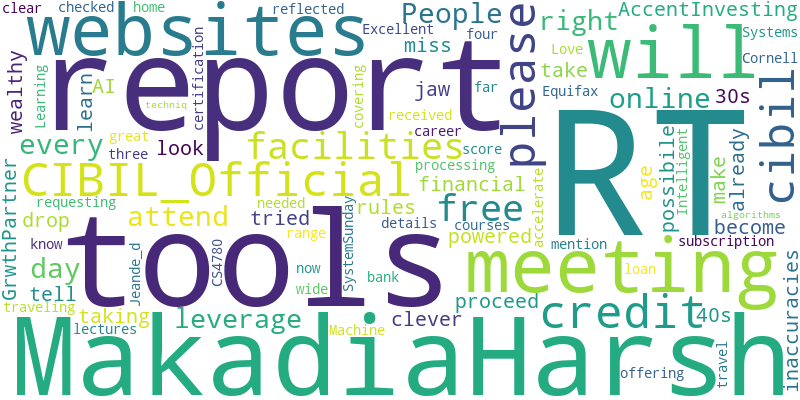 clear
checked
home
reflected
Excellent
People
four
right
AccentInvesting
websites
certification
miss
Love
will
Systems
wealthy
Learning
AI
learn
report
covering
jaw
far
please
take
Cornell
techniq
received
Equifax
online
30s
cibil
every
great
career
score
three
look
facilities
processing
RT
possibile
Intelligent
make
already
CIBIL_Official
financial
free
age
GrwthPartner
requesting
needed
rules
courses
accelerate
algorithms
drop
attend
tried
powered
become
range
details
know
Jeande_d
CS4780
SystemSunday
mention
subscription
day
tools
now
meeting
loan
inaccuracies
tell
wide
bank
traveling
taking
leverage
clever
proceed
credit
40s
lectures
Machine
MakadiaHarsh
travel
offering